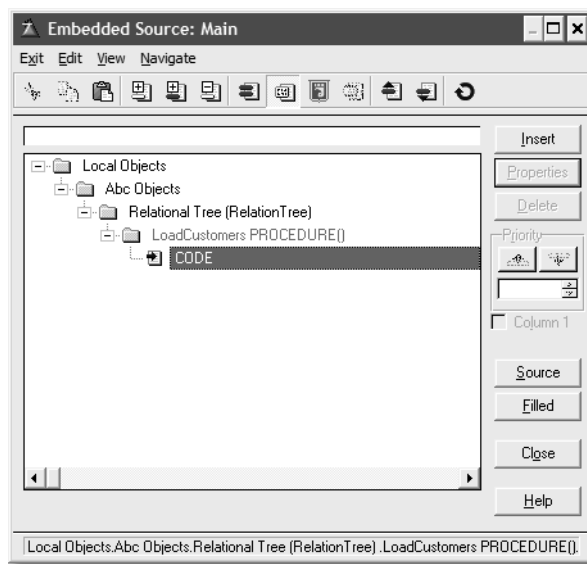 Embedded Source: Main
Exit Edit View Navigate
Insert
Local Objects
Properties
Abc Objects
Delete
Relational Tree (RelationTree)
Priority
LoadCustomers PROCEDURE()
CODE
Column 1
Source
Filled
Close
Help
Local Objects.Abc Objects.Relational Tree (RelationTree) .LoadCustomers PROCEDURE().